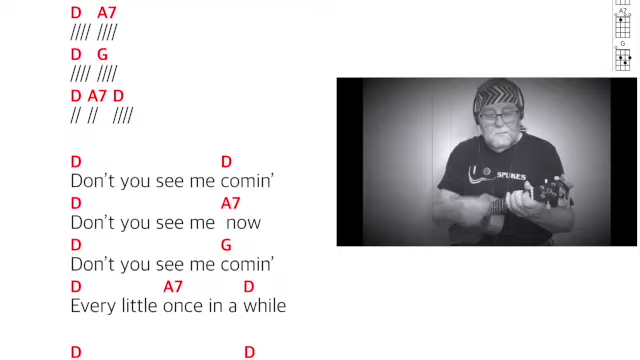 D A7
//// ////
D G
//// ////
D A7 D
// // ////
D D
Don't you see me comin'
D A7
Don't you see me now
D G
Don't you see me comin'
D A7 D
Every little once in a while
D D
A7
G
SPUKES